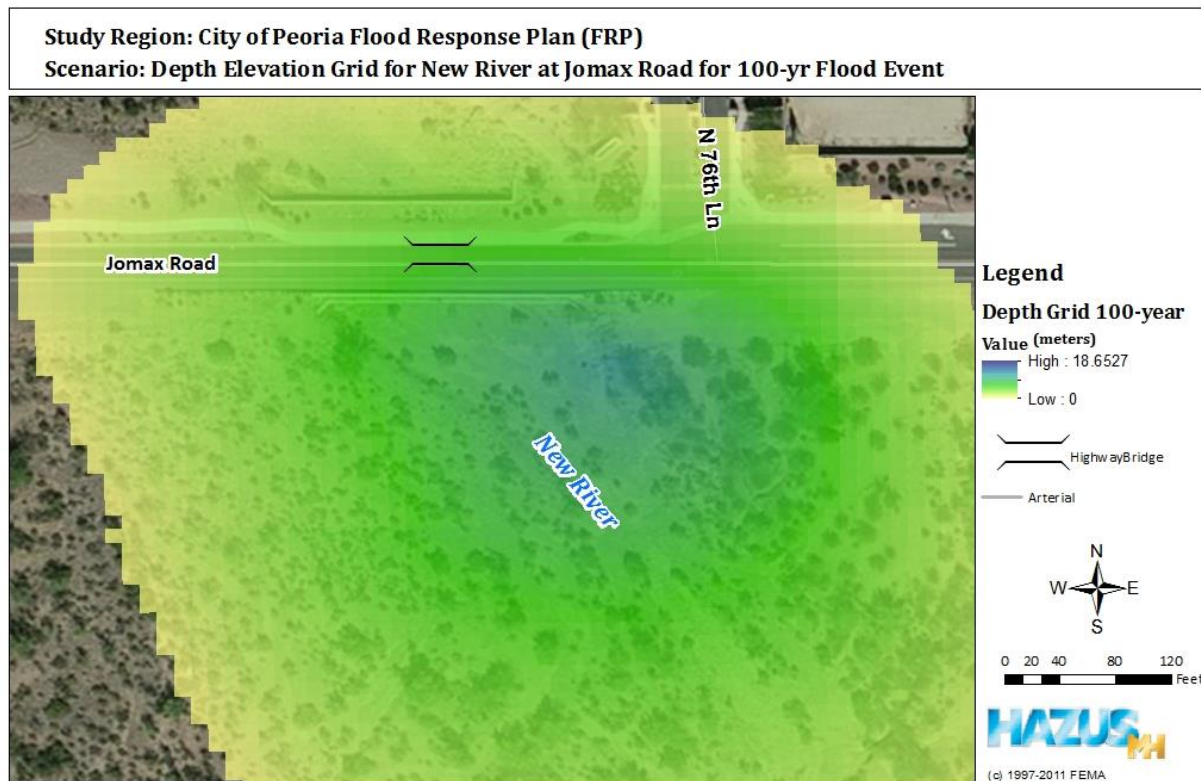 Study Region: City of Peoria Flood Response Plan (FRP)
Scenario: Depth Elevation Grid for New River at Jomax Road for 100-yr Flood Event
N 76th Ln
Jomax Road
New River
Legend
Depth Grid 100-year
Value (meters)
High : 18.6527
Low : 0
HighwayBridge
Arterial
N
W E
S
0 20 40 80 120
Feet
HAZUS MH
(c) 1997-2011 FEMA